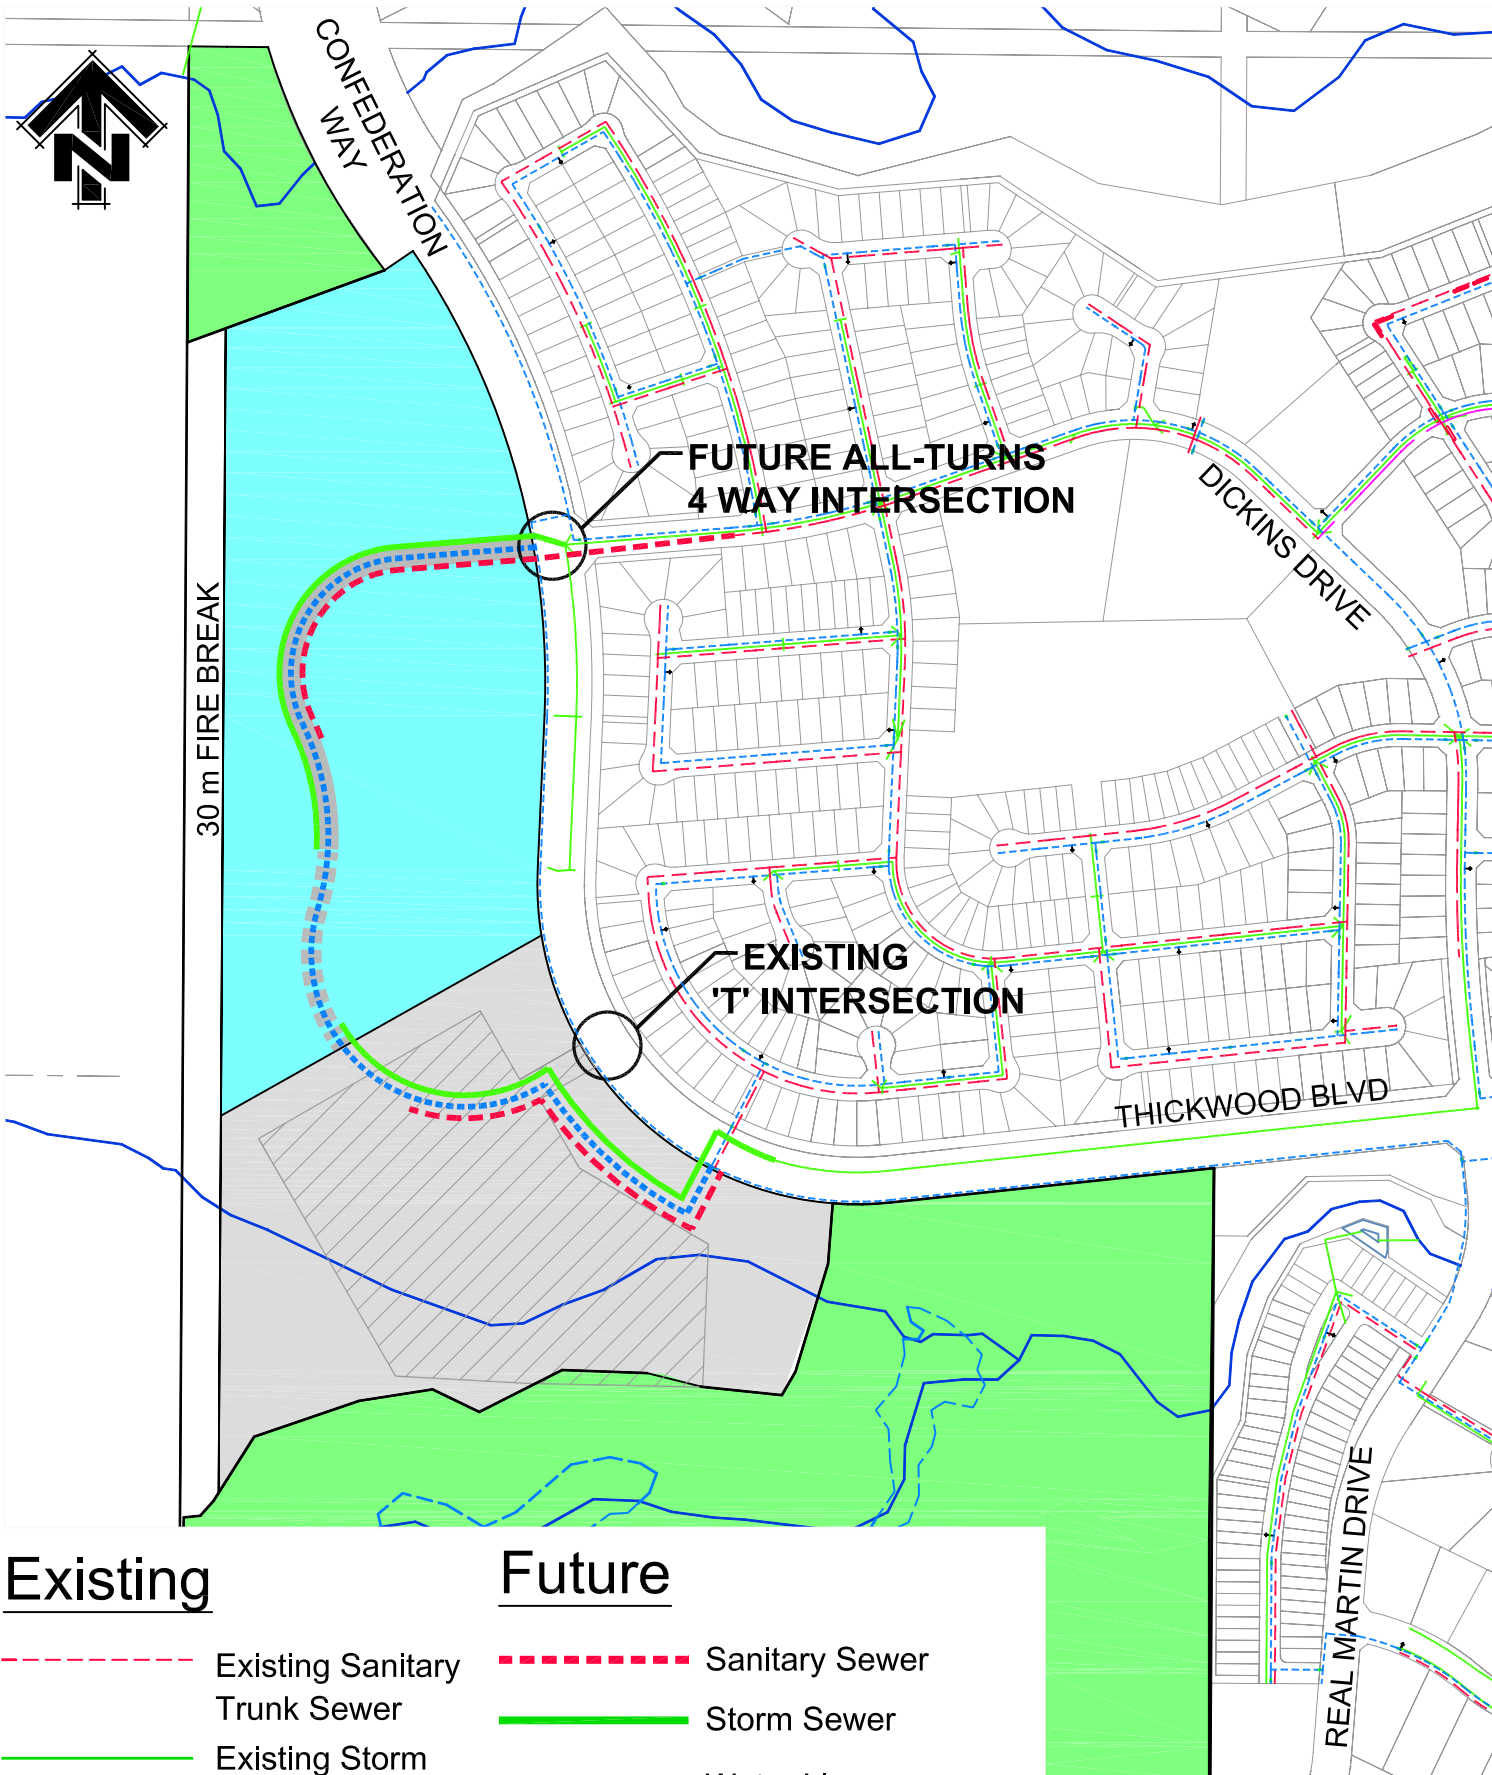 CONFEDERATION
WAY
N
FUTURE ALL-TURNS
4 WAY INTERSECTION
DICKINS DRIVE
30 m FIRE BREAK
EXISTING
'T' INTERSECTION
THICKWOOD BLVD
REAL MARTIN DRIVE
Existing
Future
Existing Sanitary
Trunk Sewer
Sanitary Sewer
Storm Sewer
Existing Storm